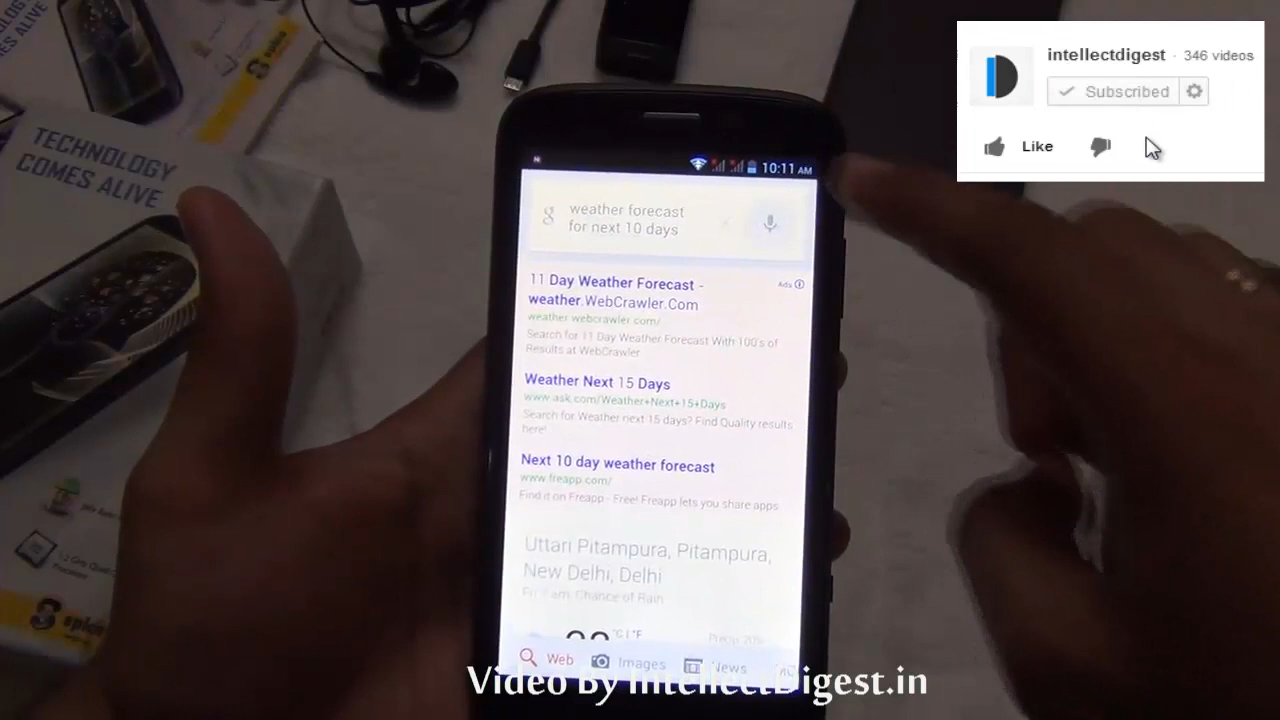 TECHNOLOGY
COMES ALIVE
spice
intellectdigest · 346 videos
Subscribed
Like
10:11 AM
g
weather forecast
for next 10 days
11 Day Weather Forecast -
weather.WebCrawler.Com
Ads
weather.webcrawler.com/
Search for 11 Day Weather Forecast With 100's of
Results at WebCrawler
Weather Next 15 Days
www.ask.com/Weather+Next+15+Days
Search for Weather next 15 days? Find Quality results
here!
Next 10 day weather forecast
www.freapp.com/
Find it on Freapp - Free! Freapp lets you share apps
Uttari Pitampura, Pitampura,
New Delhi, Delhi
Chance of Rain
°C | °F
Precip 20%
Web Images News
Video By IntellectDigest.in